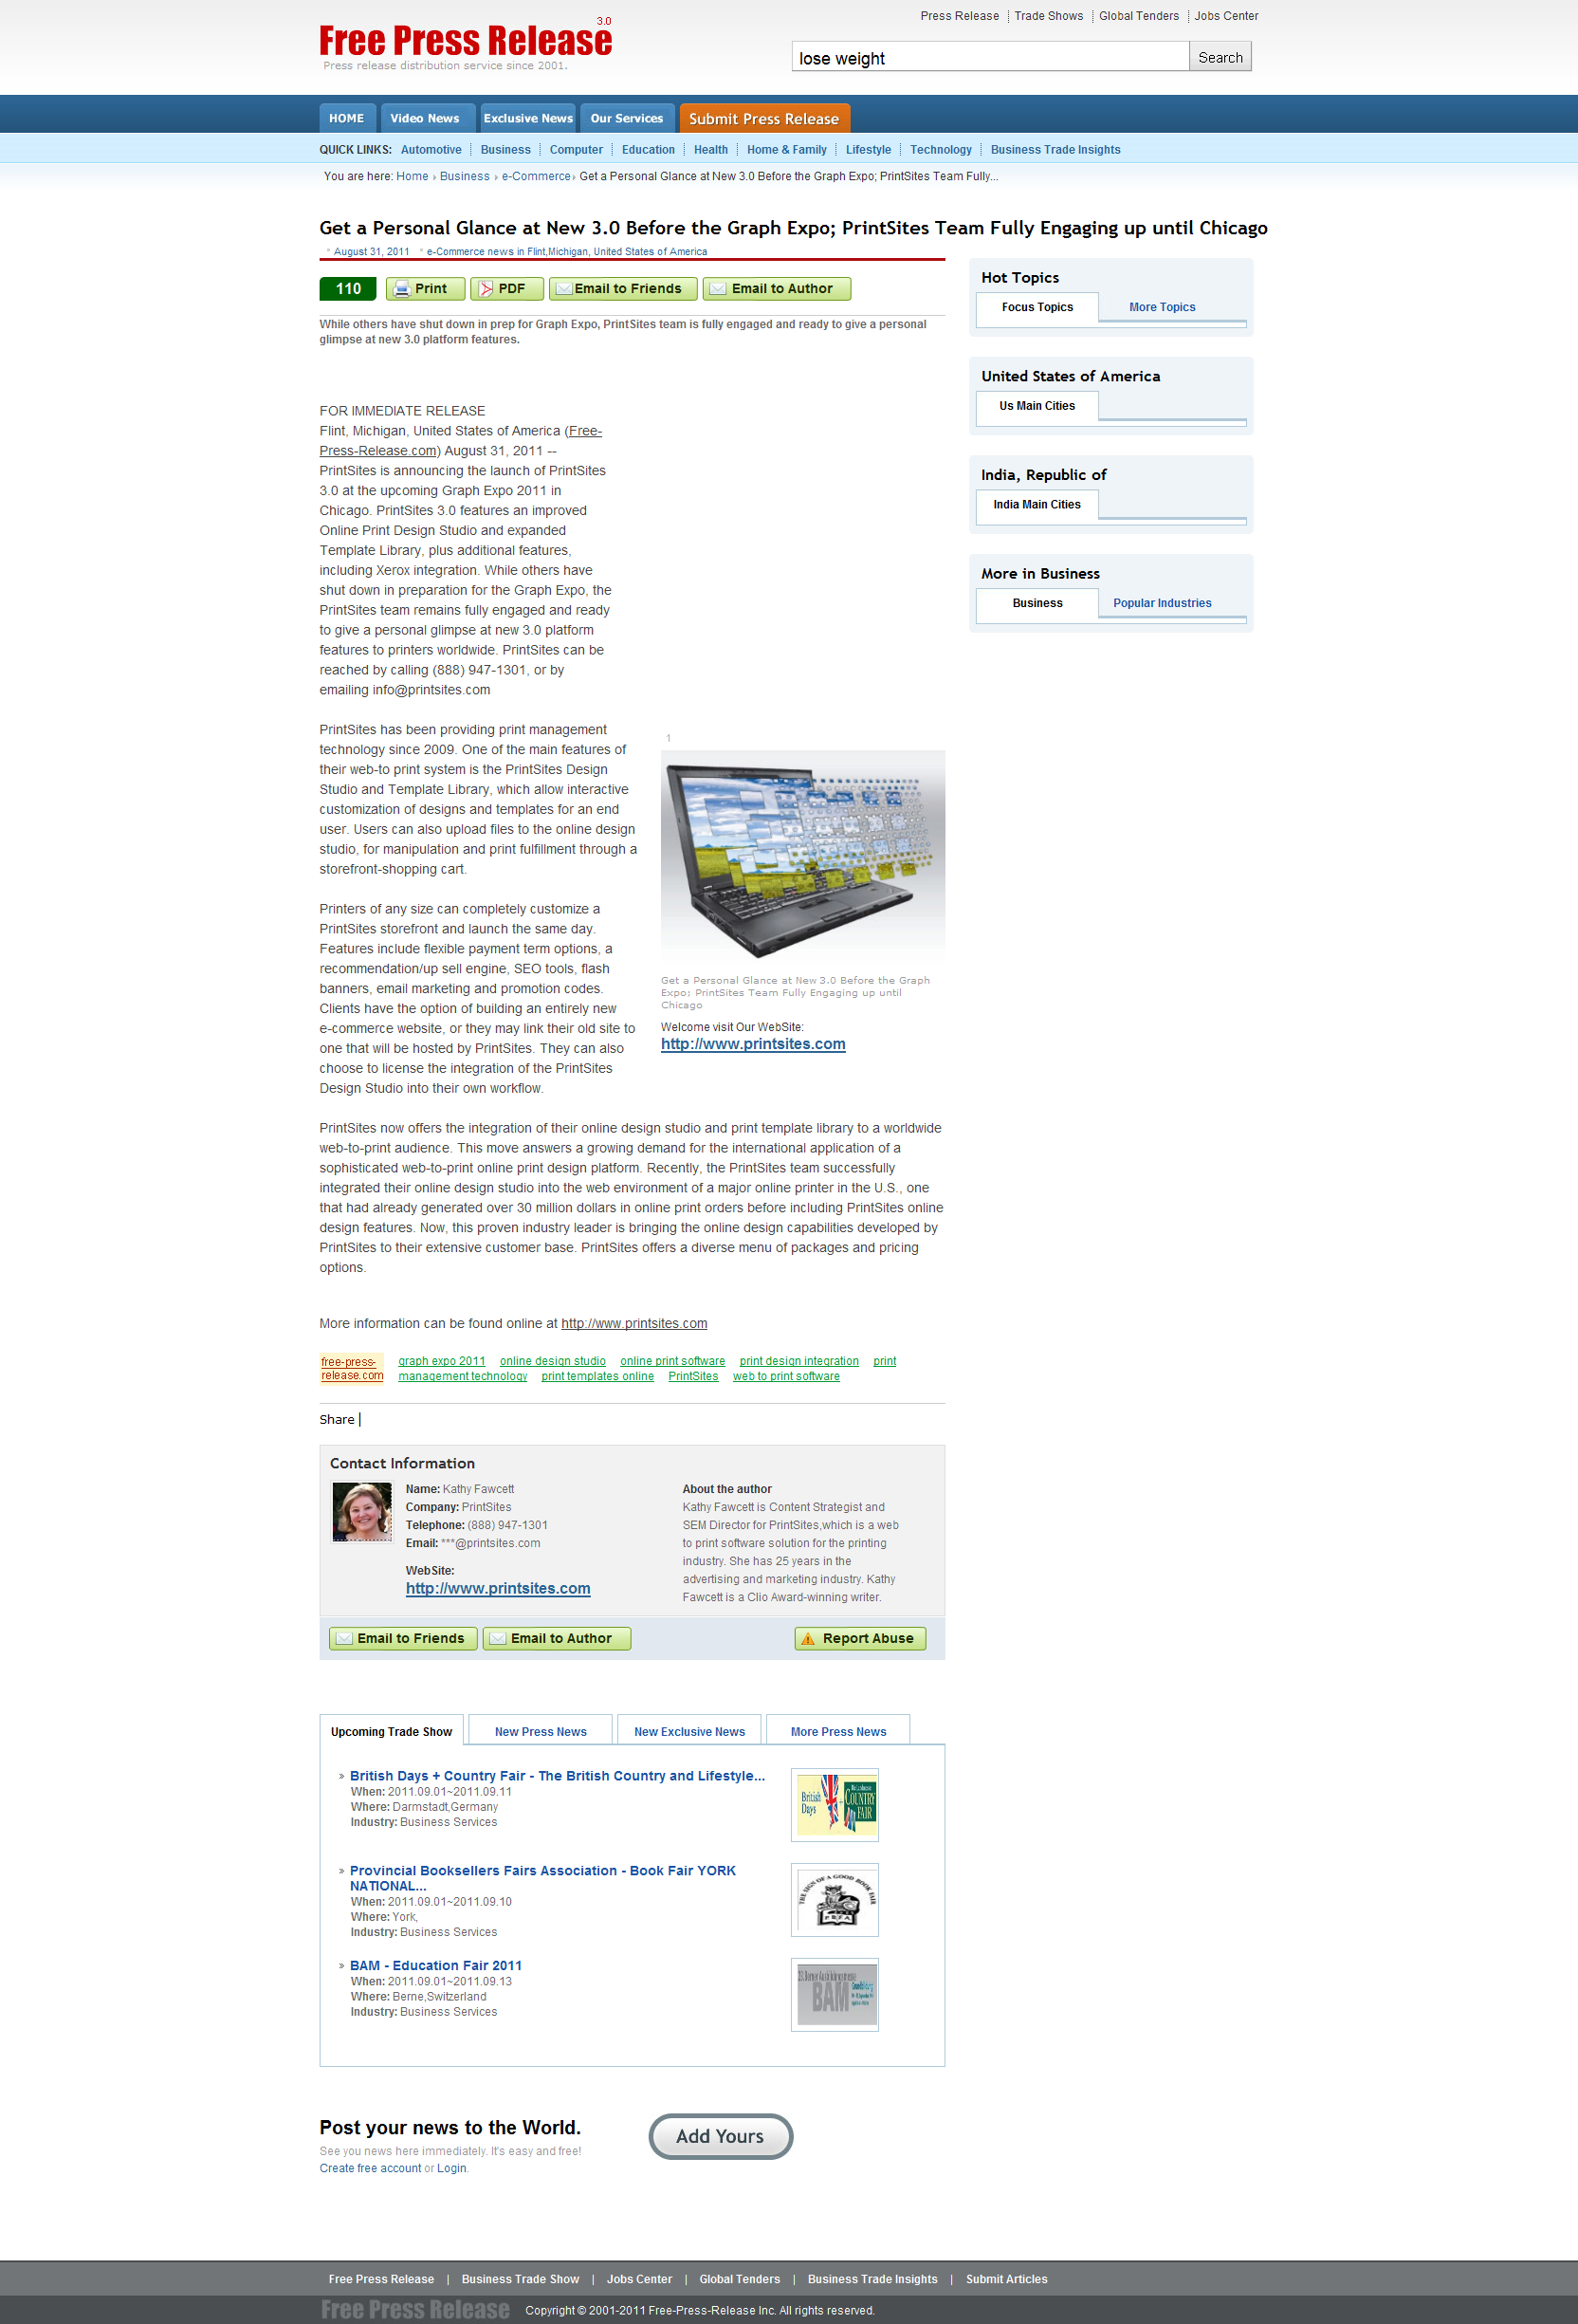 Press Release Trade Shows Global Tenders Jobs Center
Free Press Release 3.0
Press release distribution service since 2001.
lose weight Search
HOME Video News Exclusive News Our Services Submit Press Release
QUICK LINKS: Automotive Business Computer Education Health Home & Family Lifestyle Technology Business Trade Insights
You are here: Home › Business › e-Commerce› Get a Personal Glance at New 3.0 Before the Graph Expo; PrintSites Team Fully...
Get a Personal Glance at New 3.0 Before the Graph Expo; PrintSites Team Fully Engaging up until Chicago
August 31, 2011 e-Commerce news in Flint,Michigan, United States of America
110 Print PDF Email to Friends Email to Author
While others have shut down in prep for Graph Expo, PrintSites team is fully engaged and ready to give a personal
glimpse at new 3.0 platform features.
FOR IMMEDIATE RELEASE
Flint, Michigan, United States of America (Free-
Press-Release.com) August 31, 2011 --
PrintSites is announcing the launch of PrintSites
3.0 at the upcoming Graph Expo 2011 in
Chicago. PrintSites 3.0 features an improved
Online Print Design Studio and expanded
Template Library, plus additional features,
including Xerox integration. While others have
shut down in preparation for the Graph Expo, the
PrintSites team remains fully engaged and ready
to give a personal glimpse at new 3.0 platform
features to printers worldwide. PrintSites can be
reached by calling (888) 947-1301, or by
emailing info@printsites.com
PrintSites has been providing print management
technology since 2009. One of the main features of
their web-to print system is the PrintSites Design
Studio and Template Library, which allow interactive
customization of designs and templates for an end
user. Users can also upload files to the online design
studio, for manipulation and print fulfillment through a
storefront-shopping cart.
Printers of any size can completely customize a
PrintSites storefront and launch the same day.
Features include flexible payment term options, a
recommendation/up sell engine, SEO tools, flash
banners, email marketing and promotion codes.
Clients have the option of building an entirely new
e-commerce website, or they may link their old site to
one that will be hosted by PrintSites. They can also
choose to license the integration of the PrintSites
Design Studio into their own workflow.
1
Get a Personal Glance at New 3.0 Before the Graph
Expo; PrintSites Team Fully Engaging up until
Chicago
Welcome visit Our WebSite:
http://www.printsites.com
PrintSites now offers the integration of their online design studio and print template library to a worldwide
web-to-print audience. This move answers a growing demand for the international application of a
sophisticated web-to-print online print design platform. Recently, the PrintSites team successfully
integrated their online design studio into the web environment of a major online printer in the U.S., one
that had already generated over 30 million dollars in online print orders before including PrintSites online
design features. Now, this proven industry leader is bringing the online design capabilities developed by
PrintSites to their extensive customer base. PrintSites offers a diverse menu of packages and pricing
options.
More information can be found online at http://www.printsites.com
free-press-
release.com
graph expo 2011 online design studio online print software print design integration print
management technology print templates online PrintSites web to print software
Share |
Contact Information
Name: Kathy Fawcett
Company: PrintSites
Telephone: (888) 947-1301
Email: ***@printsites.com
WebSite:
http://www.printsites.com
About the author
Kathy Fawcett is Content Strategist and
SEM Director for PrintSites,which is a web
to print software solution for the printing
industry. She has 25 years in the
advertising and marketing industry. Kathy
Fawcett is a Clio Award-winning writer.
Email to Friends Email to Author Report Abuse
Upcoming Trade Show New Press News New Exclusive News More Press News
» British Days + Country Fair - The British Country and Lifestyle...
When: 2011.09.01~2011.09.11
Where: Darmstadt,Germany
Industry: Business Services
British
Days
COUNTRY
FAIR
» Provincial Booksellers Fairs Association - Book Fair YORK
NATIONAL...
When: 2011.09.01~2011.09.10
Where: York,
Industry: Business Services
THE SIGN OF A GOOD BOOK FAIR
» BAM - Education Fair 2011
When: 2011.09.01~2011.09.13
Where: Berne,Switzerland
Industry: Business Services
BAM
Post your news to the World.
See you news here immediately. It's easy and free!
Create free account or Login.
Add Yours
Hot Topics
Focus Topics More Topics
United States of America
Us Main Cities
India, Republic of
India Main Cities
More in Business
Business Popular Industries
Free Press Release | Business Trade Show | Jobs Center | Global Tenders | Business Trade Insights | Submit Articles
Free Press Release Copyright © 2001-2011 Free-Press-Release Inc. All rights reserved.